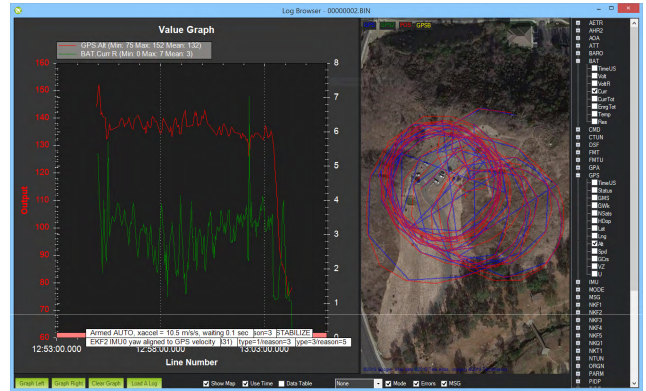 Log Browser - 00000002.BIN
Value Graph
GPS.Alt (Min: 75 Max: 152 Mean: 132)
BAT.Curr R (Min: 0 Max: 7 Mean: 3)
160
150
140
130
120
110
100
90
80
70
60
Output
8
7
6
5
4
3
2
1
0
Armed AUTO, xaccel = 10.5 m/s/s, waiting 0.1 sec son=3 STABILIZE
EKF2 IMU0 yaw aligned to GPS velocity 31) type=1/reason=3 ype=3/reason=5
12:53:00.000 12:58:00.000 13:03:00.000
Line Number
GPSB
AETR
AHR2
AOA
ATT
BARO
BAT
TimeUS
Volt
VoltR
Curr
CurrTot
EnrgTot
Temp
Res
CMD
CTUN
DSF
FMT
FMTU
GPA
GPS
TimeUS
Status
GMS
GWk
NSats
HDop
Lat
Lng
Alt
Spd
GCrs
VZ
U
IMU
MODE
MSG
NKF1
NKF2
NKF3
NKF4
NKF5
NKQ1
NKT1
NTUN
ORGN
PARM
PIDP
Graph Left Graph Right Clear Graph Load A Log Show Map Use Time Data Table None Mode Errors MSG